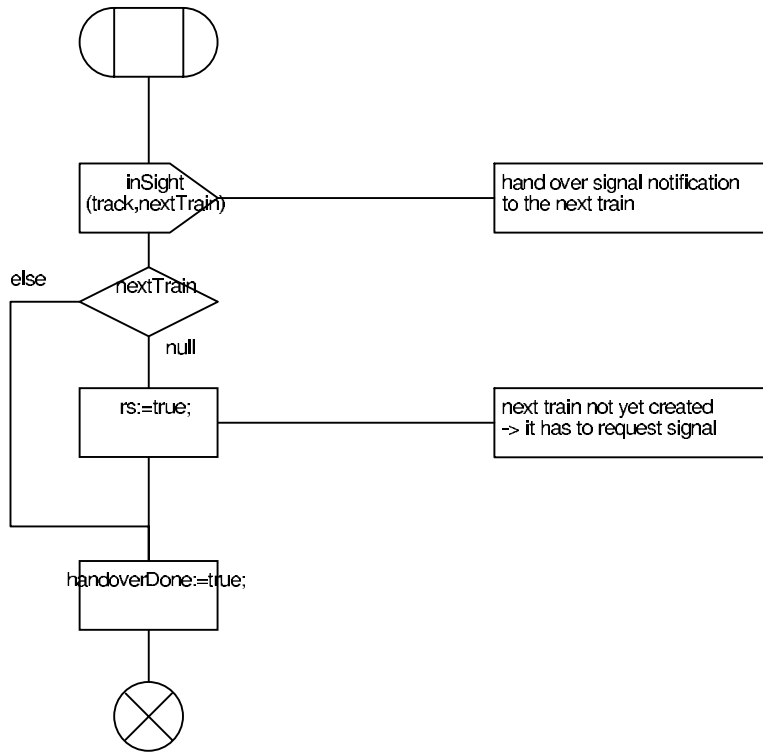 inSight
(track,nextTrain)
hand over signal notification
to the next train
else
nextTrain
null
rs:=true;
next train not yet created
-> it has to request signal
handoverDone:=true;